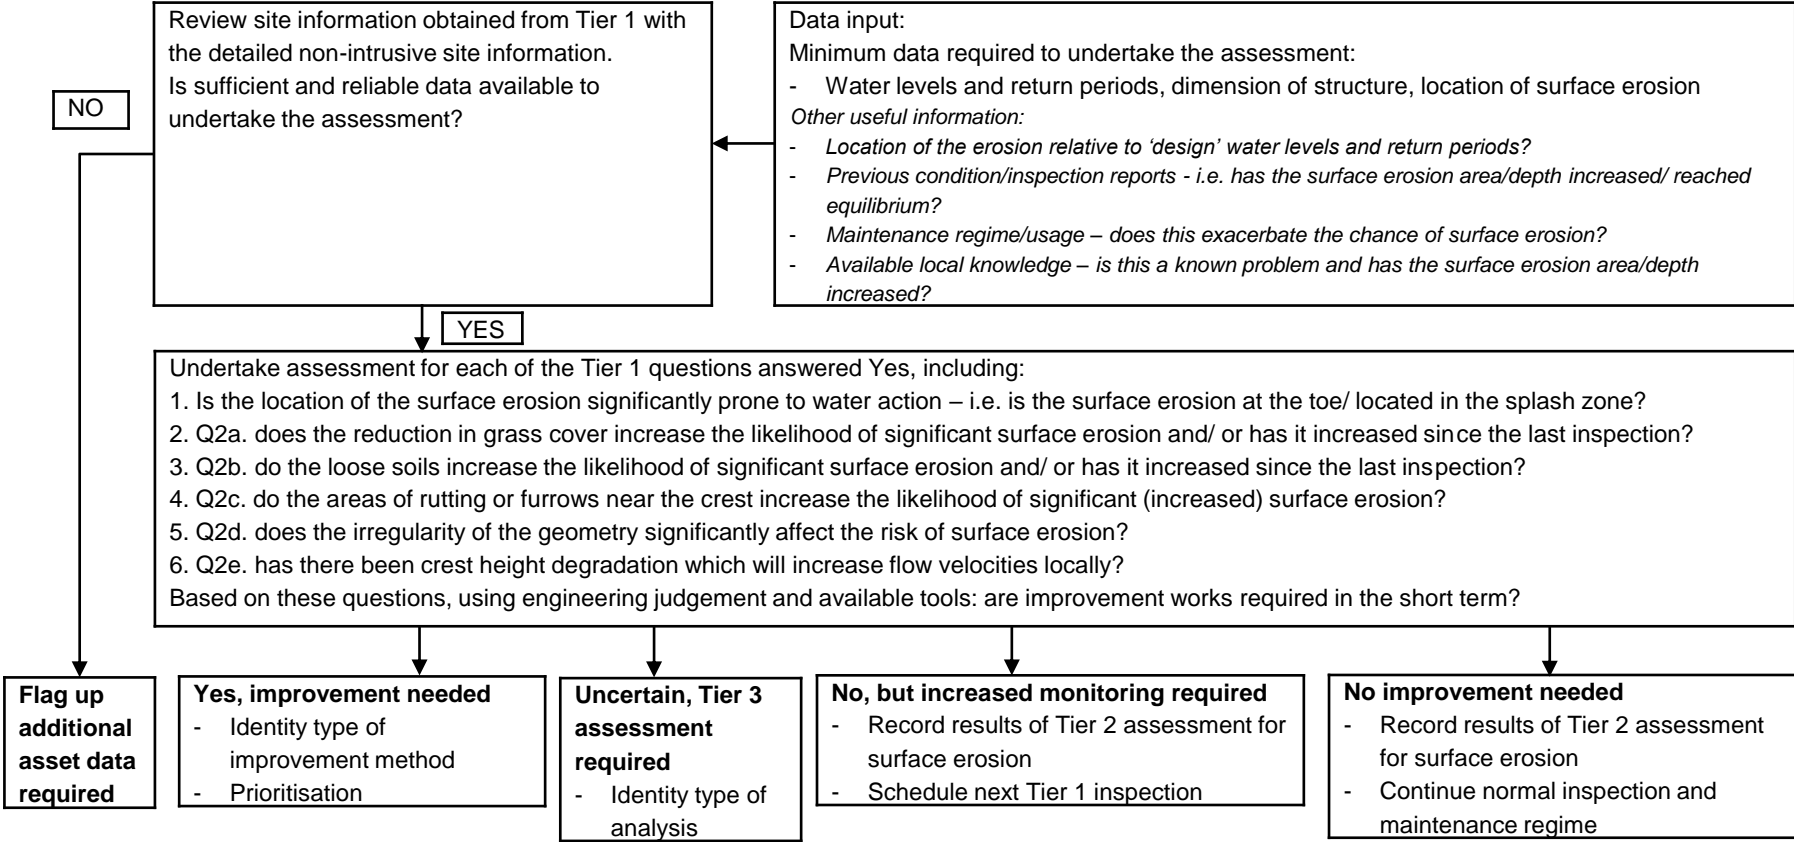 Review site information obtained from Tier 1 with
the detailed non-intrusive site information.
Is sufficient and reliable data available to
undertake the assessment?
Data input:
Minimum data required to undertake the assessment:
- Water levels and return periods, dimension of structure, location of surface erosion
Other useful information:
- Location of the erosion relative to ‘design’ water levels and return periods?
- Previous condition/inspection reports - i.e. has the surface erosion area/depth increased/ reached
equilibrium?
- Maintenance regime/usage – does this exacerbate the chance of surface erosion?
- Available local knowledge – is this a known problem and has the surface erosion area/depth
increased?
NO
YES
Undertake assessment for each of the Tier 1 questions answered Yes, including:
1. Is the location of the surface erosion significantly prone to water action – i.e. is the surface erosion at the toe/ located in the splash zone?
2. Q2a. does the reduction in grass cover increase the likelihood of significant surface erosion and/ or has it increased since the last inspection?
3. Q2b. do the loose soils increase the likelihood of significant surface erosion and/ or has it increased since the last inspection?
4. Q2c. do the areas of rutting or furrows near the crest increase the likelihood of significant (increased) surface erosion?
5. Q2d. does the irregularity of the geometry significantly affect the risk of surface erosion?
6. Q2e. has there been crest height degradation which will increase flow velocities locally?
Based on these questions, using engineering judgement and available tools: are improvement works required in the short term?
Flag up
additional
asset data
required
Yes, improvement needed
- Identity type of
improvement method
- Prioritisation
Uncertain, Tier 3
assessment
required
- Identity type of
analysis
No, but increased monitoring required
- Record results of Tier 2 assessment for
surface erosion
- Schedule next Tier 1 inspection
No improvement needed
- Record results of Tier 2 assessment
for surface erosion
- Continue normal inspection and
maintenance regime